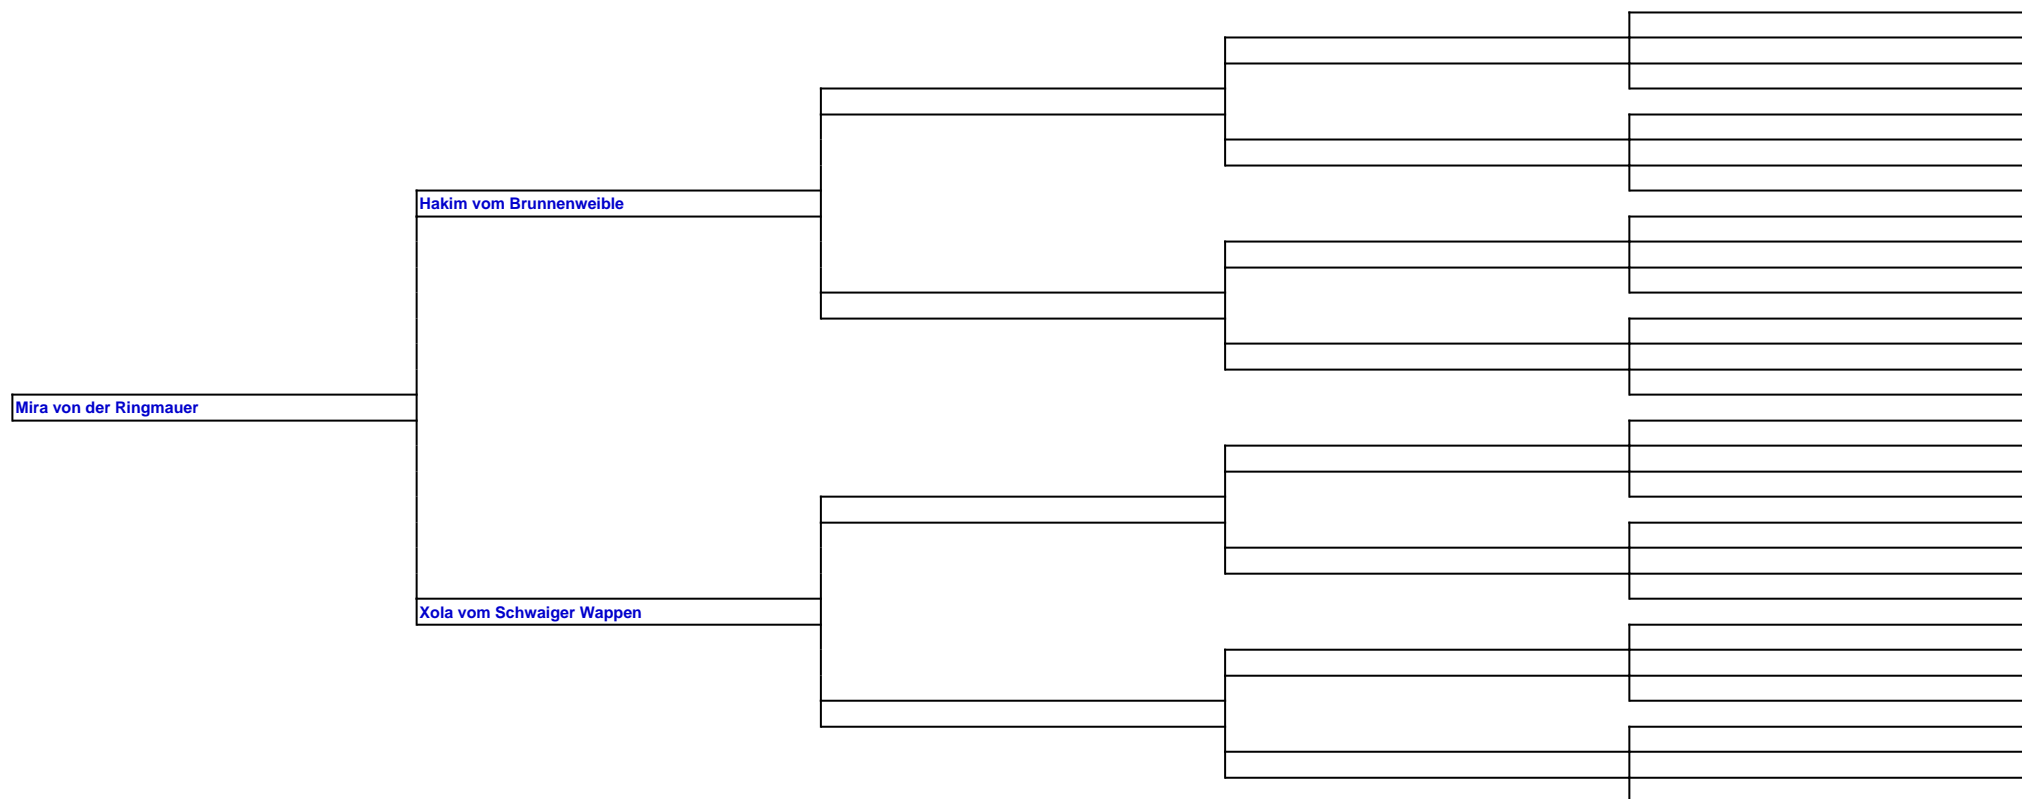 Hakim vom Brunnenweible
Mira von der Ringmauer
Xola vom Schwaiger Wappen